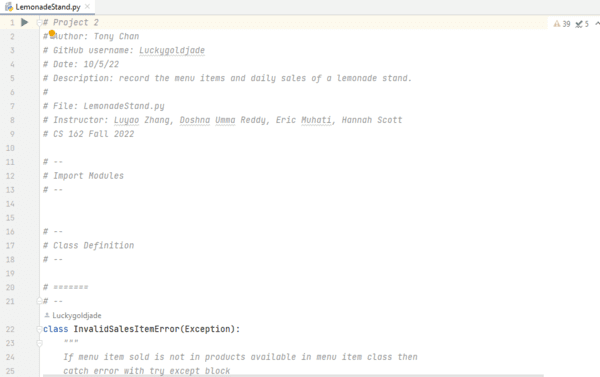 LemonadeStand.py
39 5
1 # Project 2
2 # Author: Tony Chan
3 # GitHub username: Luckygoldjade
4 # Date: 10/5/22
5 # Description: record the menu items and daily sales of a lemonade stand.
6 #
7 # File: LemonadeStand.py
8 # Instructor: Luyao Zhang, Doshna Umma Reddy, Eric Muhati, Hannah Scott
9 # CS 162 Fall 2022
10
11 # --
12 # Import Modules
13 # --
14
15
16 # --
17 # Class Definition
18 # --
19
20 # =======
21 # --
Luckygoldjade
22 class InvalidSalesItemError(Exception):
23 """
24 If menu item sold is not in products available in menu item class then
25 catch error with try except block